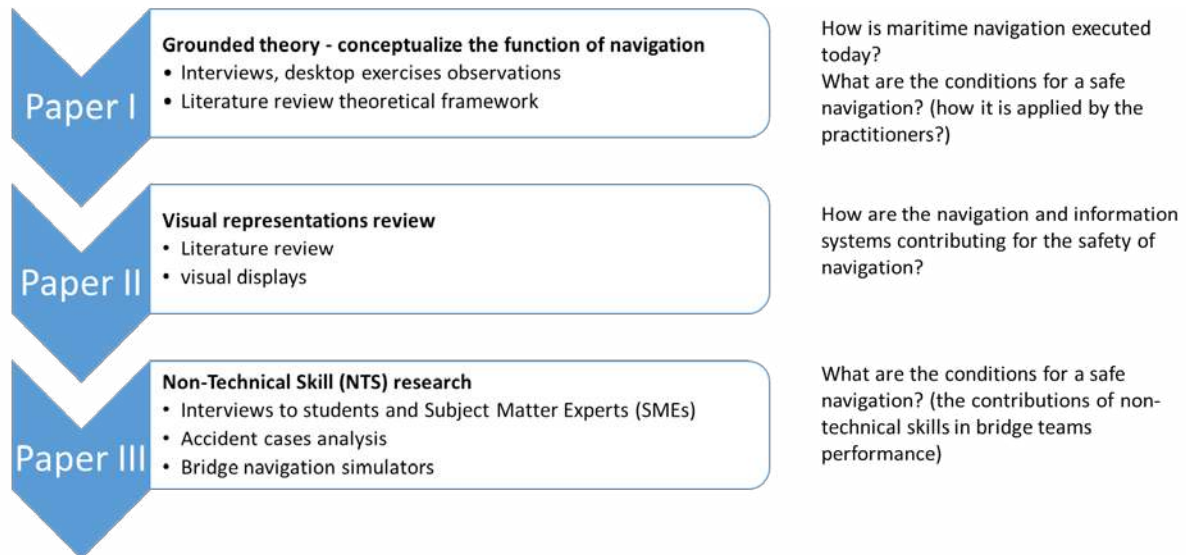 Paper I
Grounded theory - conceptualize the function of navigation
• Interviews, desktop exercises observations
• Literature review theoretical framework
How is maritime navigation executed
today?
What are the conditions for a safe
navigation? (how it is applied by the
practitioners?)
Paper II
Visual representations review
• Literature review
• visual displays
How are the navigation and information
systems contributing for the safety of
navigation?
Paper III
Non-Technical Skill (NTS) research
• Interviews to students and Subject Matter Experts (SMEs)
• Accident cases analysis
• Bridge navigation simulators
What are the conditions for a safe
navigation? (the contributions of non-
technical skills in bridge teams
performance)